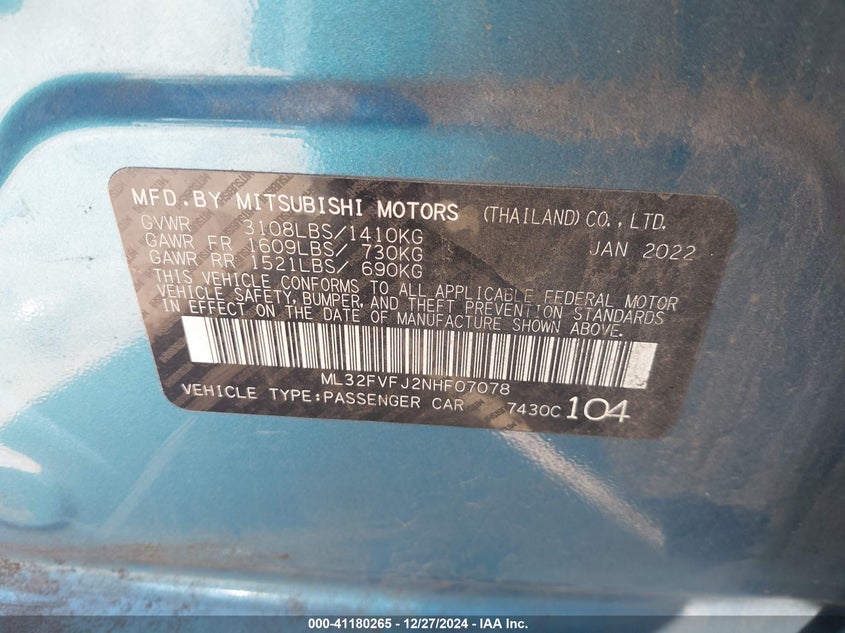 MFD.BY MITSUBISHI MOTORS (THAILAND) CO., LTD.
GVWR 3108LBS/1410KG JAN 2022
GAWR FR 1609LBS/ 730KG
GAWR RR 1521LBS/ 690KG
THIS VEHICLE CONFORMS TO ALL APPLICABLE FEDERAL MOTOR
VEHICLE SAFETY, BUMPER, AND THEFT PREVENTION STANDARDS
IN EFFECT ON THE DATE OF MANUFACTURE SHOWN ABOVE.
ML32FVFJ2NHF07078
VEHICLE TYPE:PASSENGER CAR 7430C 104
000-41180265 - 12/27/2024 - IAA Inc.